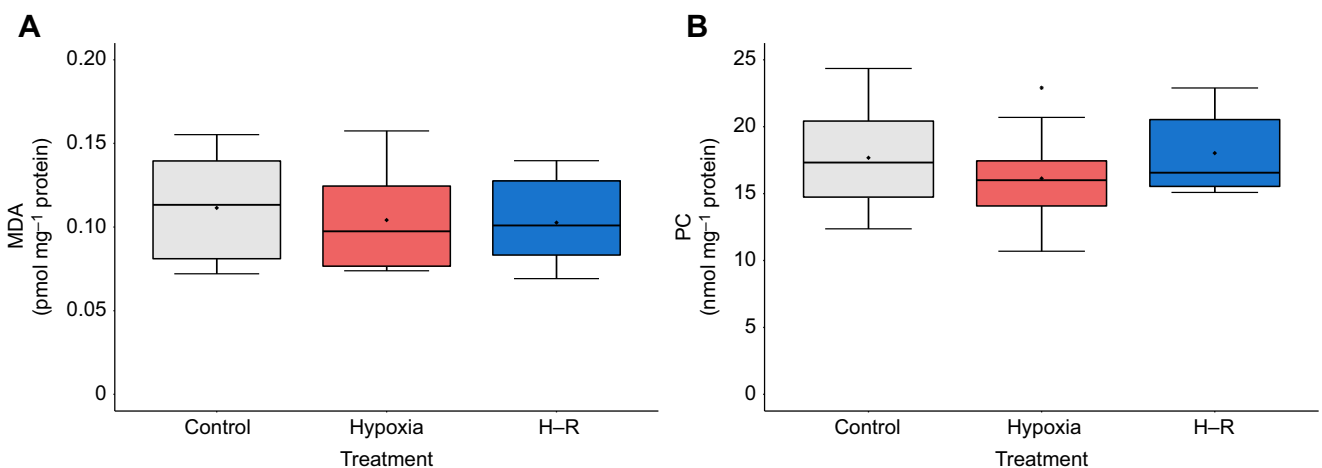 A
MDA
(pmol mg⁻¹ protein)
0.20
0.15
0.10
0.05
0
Control
Hypoxia
H–R
Treatment
B
PC
(nmol mg⁻¹ protein)
25
20
15
10
5
0
Control
Hypoxia
H–R
Treatment